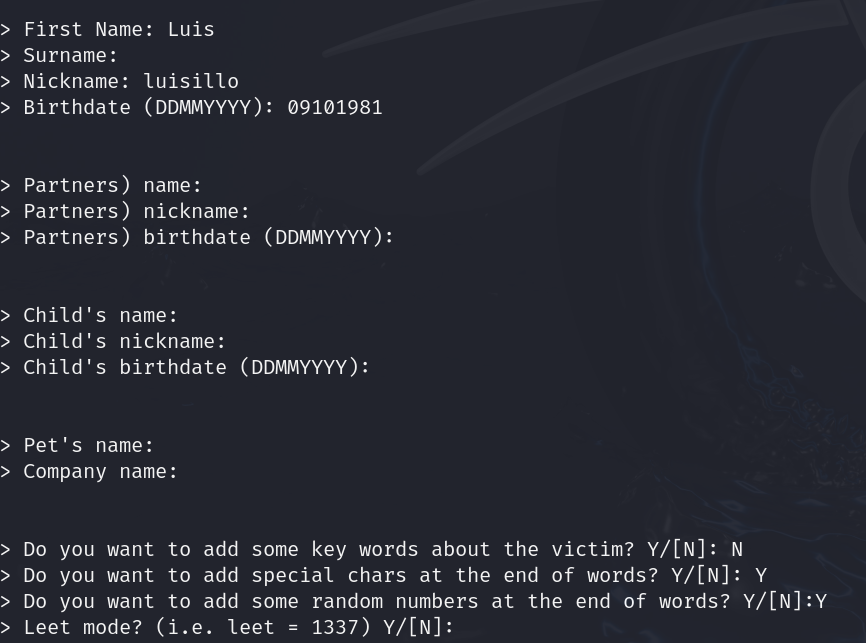 > First Name: Luis
> Surname:
> Nickname: luisillo
> Birthdate (DDMMYYYY): 09101981
> Partners) name:
> Partners) nickname:
> Partners) birthdate (DDMMYYYY):
> Child's name:
> Child's nickname:
> Child's birthdate (DDMMYYYY):
> Pet's name:
> Company name:
> Do you want to add some key words about the victim? Y/[N]: N
> Do you want to add special chars at the end of words? Y/[N]: Y
> Do you want to add some random numbers at the end of words? Y/[N]:Y
> Leet mode? (i.e. leet = 1337) Y/[N]: